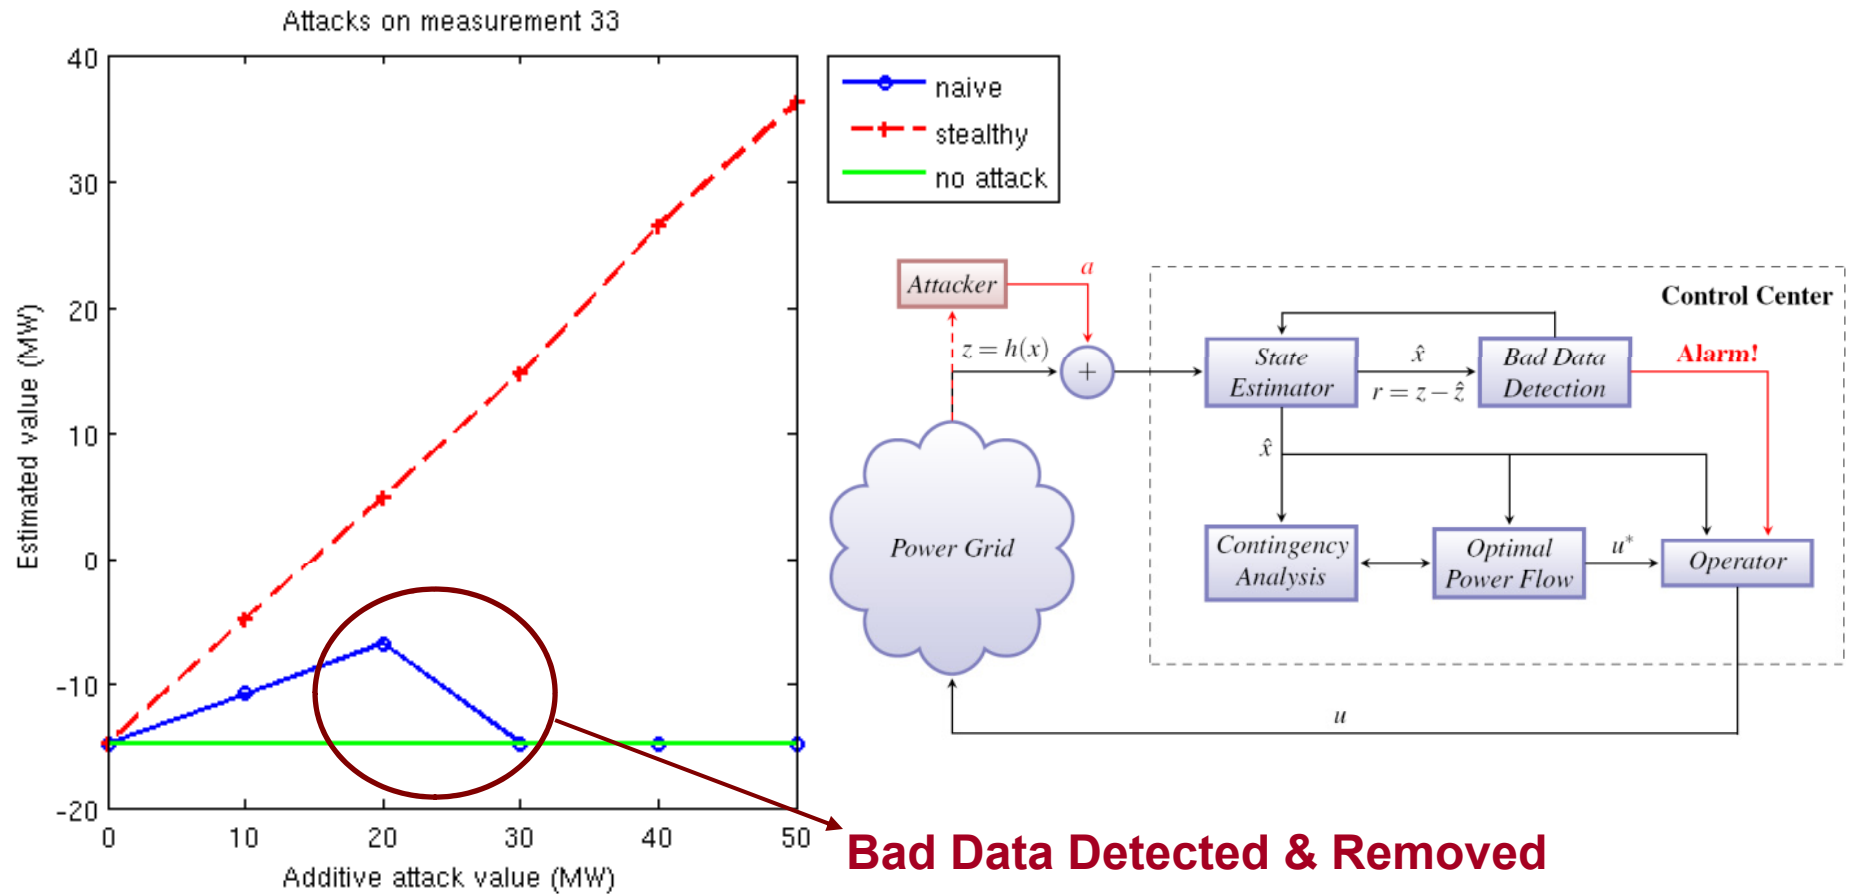 Attacks on measurement 33
40
30
20
10
0
-10
-20
0
10
20
30
40
50
Estimated value (MW)
Additive attack value (MW)
naive
stealthy
no attack
Attacker
a
z = h(x)
+
Power Grid
Control Center
State
Estimator
x̂
r = z − ẑ
Bad Data
Detection
Alarm!
x̂
Contingency
Analysis
Optimal
Power Flow
u*
Operator
u
Bad Data Detected & Removed